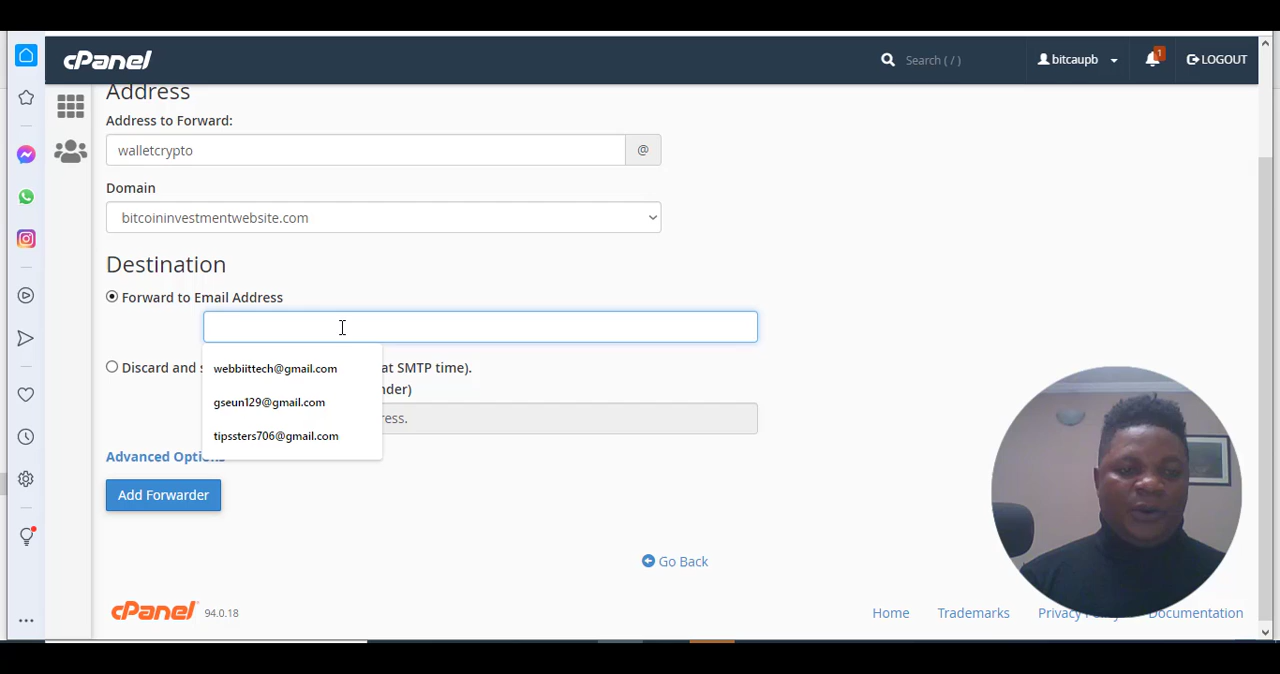 cPanel
Search ( / )
bitcaupb
1
LOGOUT
Address
Address to Forward:
walletcrypto
@
Domain
bitcoininvestmentwebsite.com
Destination
Forward to Email Address
webbiittech@gmail.com
Discard and s
at SMTP time).
gseun129@gmail.com
nder)
ress.
tipssters706@gmail.com
Advanced Options
Add Forwarder
Go Back
cPanel
94.0.18
Home
Trademarks
Privacy Policy
Documentation